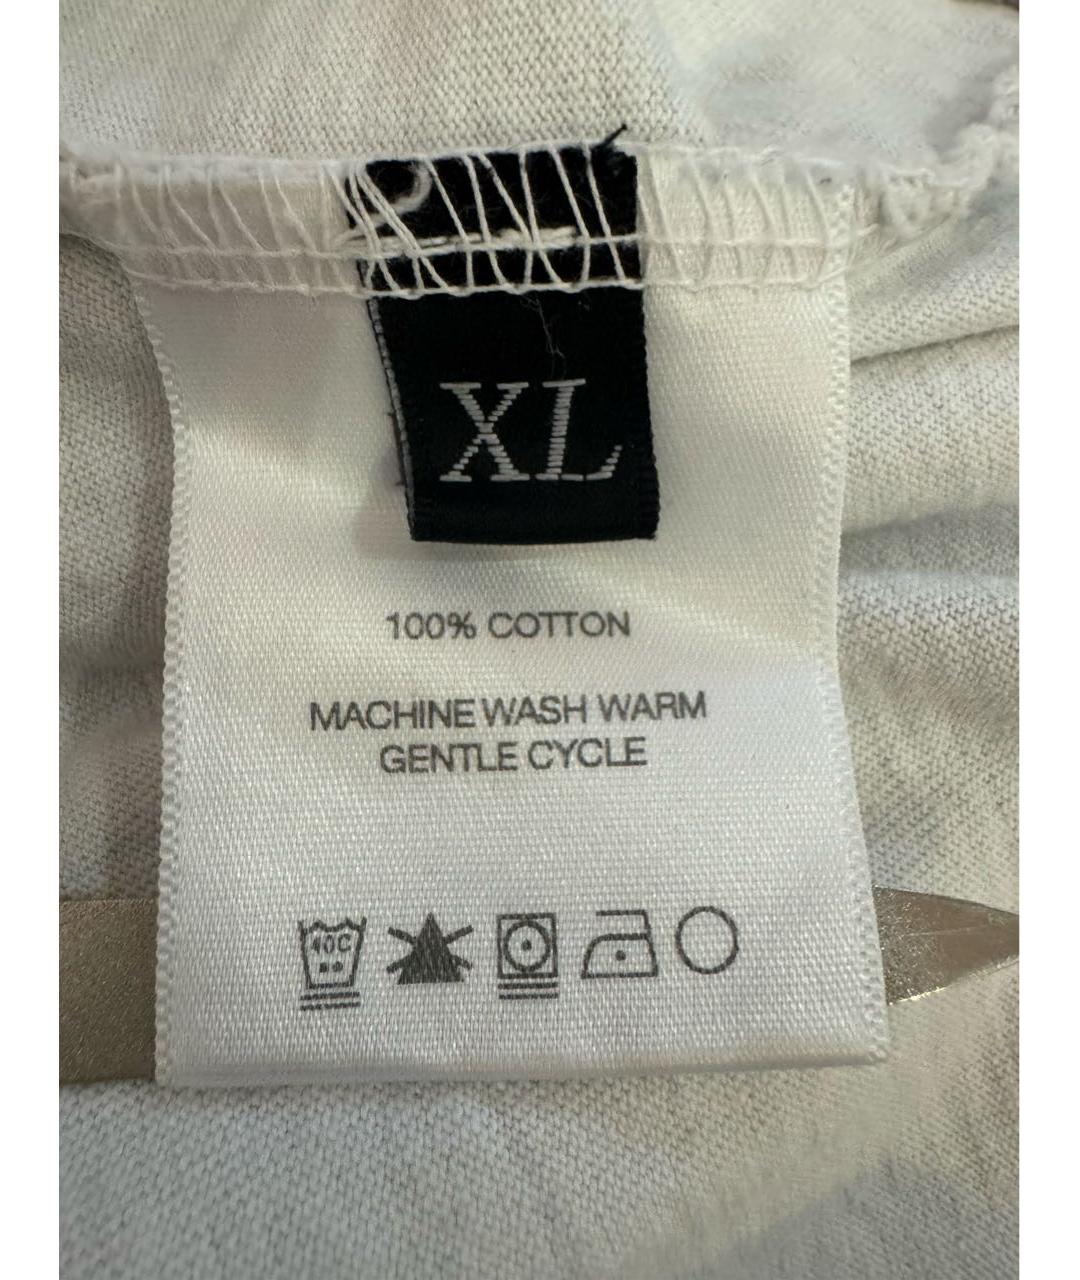 XL
100% COTTON
MACHINE WASH WARM
GENTLE CYCLE
40C